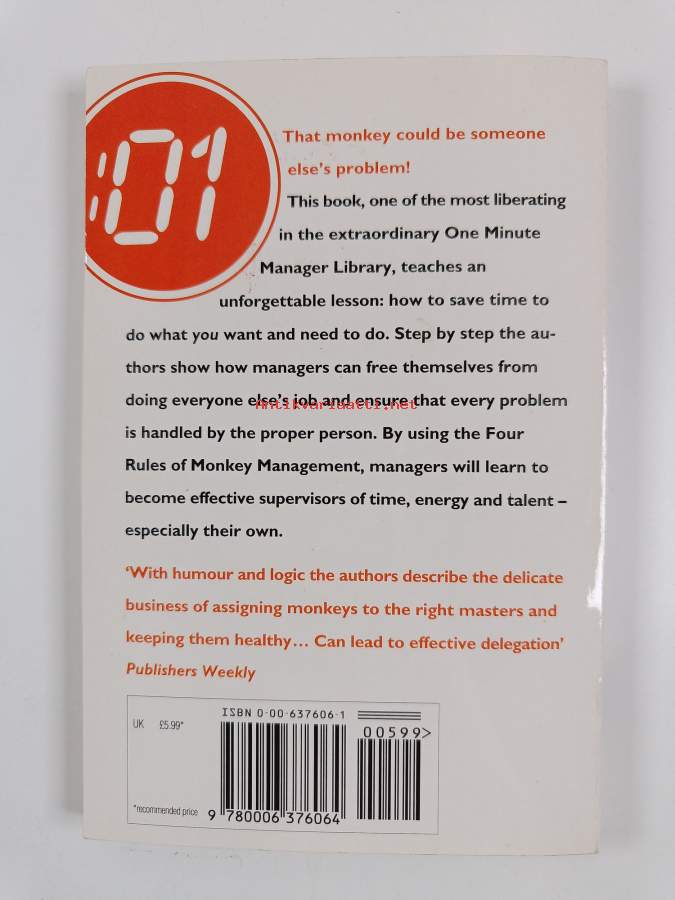 :01
That monkey could be someone
else's problem!
This book, one of the most liberating
in the extraordinary One Minute
Manager Library, teaches an
unforgettable lesson: how to save time to
do what you want and need to do. Step by step the au-
thors show how managers can free themselves from
doing everyone else's job and ensure that every problem
Antikvariaatti.net
is handled by the proper person. By using the Four
Rules of Monkey Management, managers will learn to
become effective supervisors of time, energy and talent –
especially their own.
‘With humour and logic the authors describe the delicate
business of assigning monkeys to the right masters and
keeping them healthy… Can lead to effective delegation’
Publishers Weekly
ISBN 0-00-637606-1
UK £5.99*
00599>
*recommended price
9 780006 376064